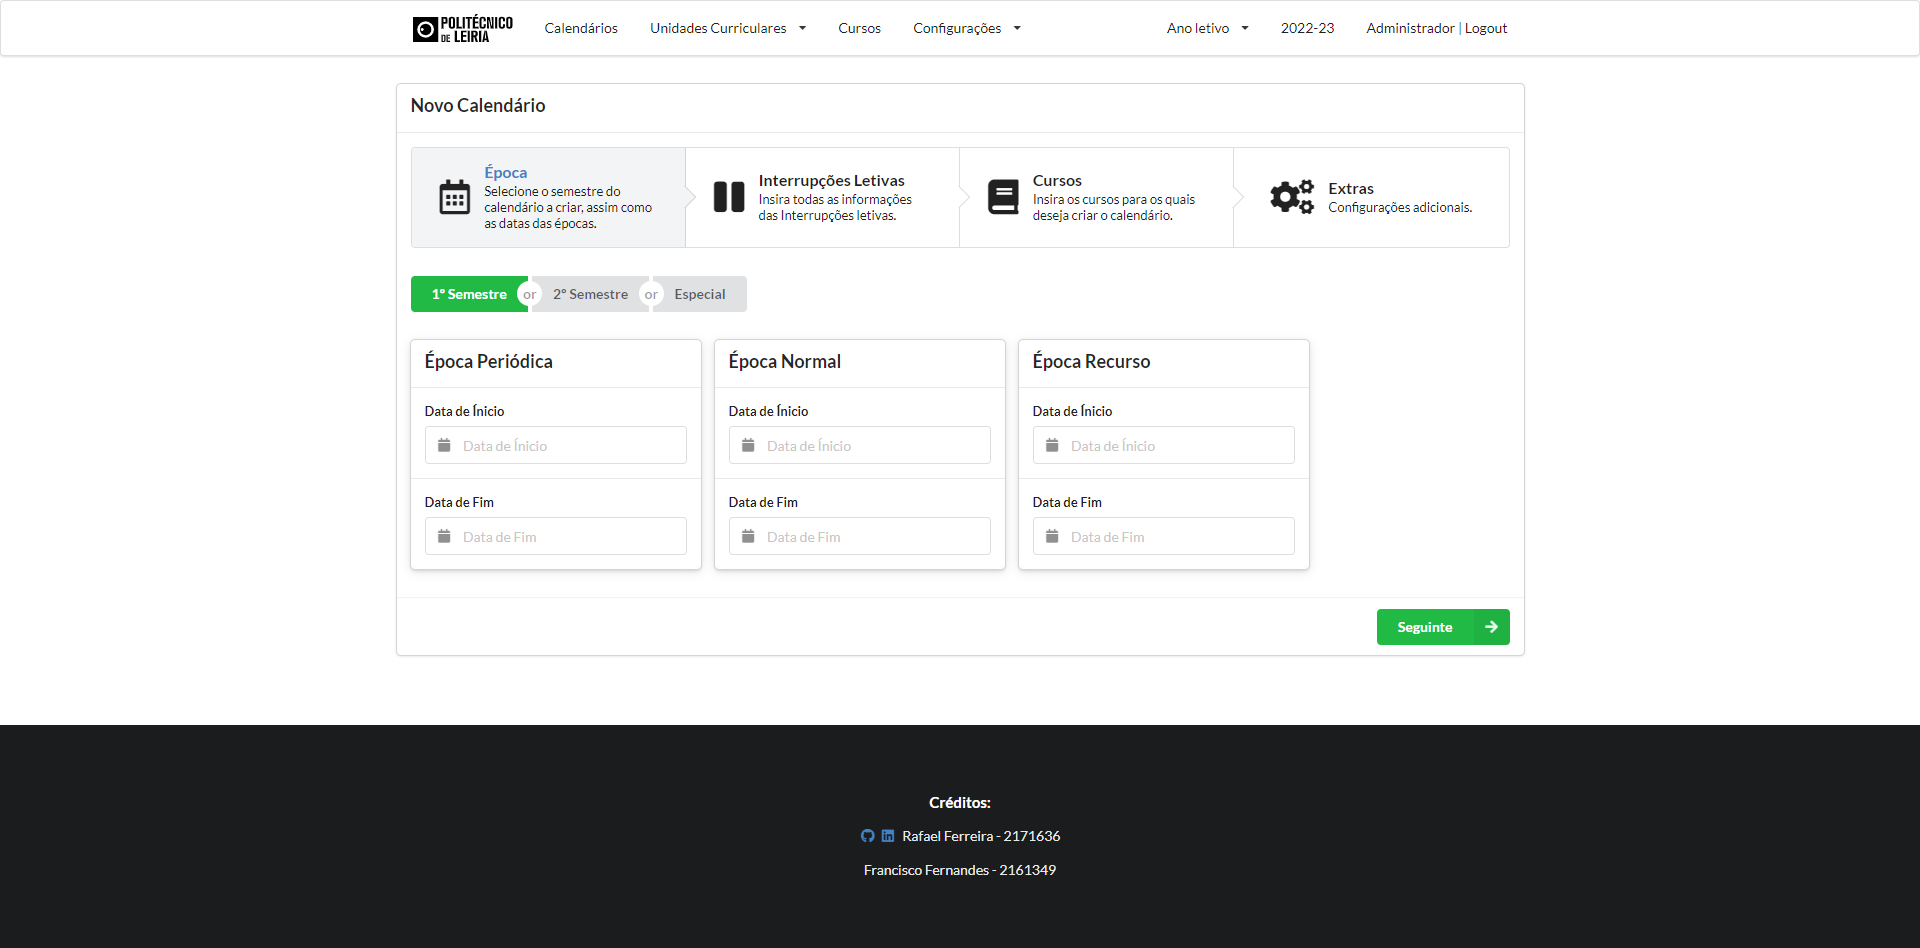 POLITÉCNICO
DE LEIRIA
Calendários
Unidades Curriculares
Cursos
Configurações
Ano letivo
2022-23
Administrador | Logout
Novo Calendário
Época
Selecione o semestre do
calendário a criar, assim como
as datas das épocas.
Interrupções Letivas
Insira todas as informações
das Interrupções letivas.
Cursos
Insira os cursos para os quais
deseja criar o calendário.
Extras
Configurações adicionais.
1º Semestre or 2º Semestre or Especial
Época Periódica
Data de Ínicio
Data de Ínicio
Data de Fim
Data de Fim
Época Normal
Data de Ínicio
Data de Ínicio
Data de Fim
Data de Fim
Época Recurso
Data de Ínicio
Data de Ínicio
Data de Fim
Data de Fim
Seguinte
Créditos:
Rafael Ferreira - 2171636
Francisco Fernandes - 2161349